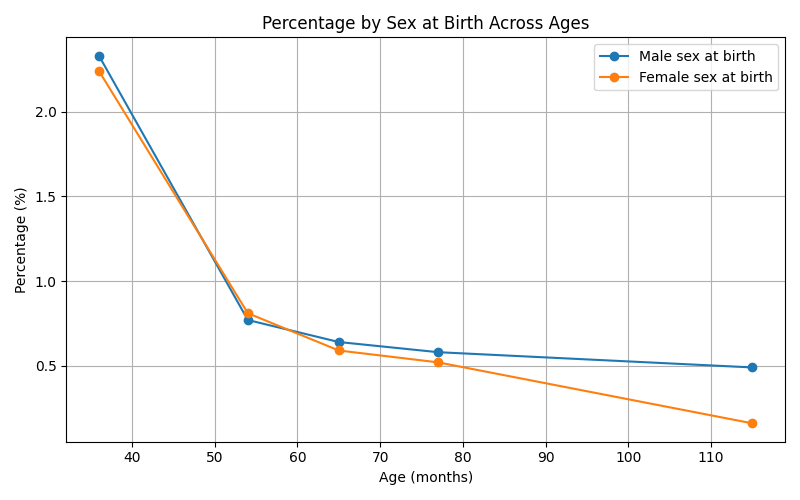 Percentage by Sex at Birth Across Ages
Male sex at birth
Female sex at birth
Percentage (%)
2.0
1.5
1.0
0.5
40 50 60 70 80 90 100 110
Age (months)